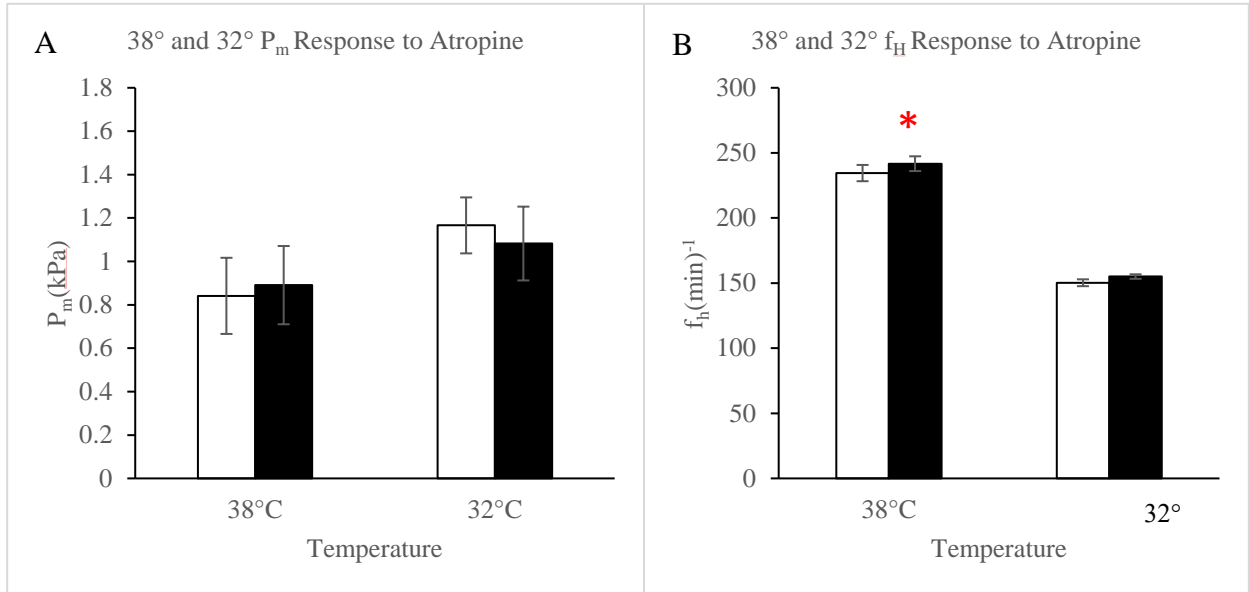 A
38° and 32° Pm Response to Atropine
1.8
1.6
1.4
1.2
1
0.8
0.6
0.4
0.2
0
Pm(kPa)
38°C 32°C
Temperature
B
38° and 32° fH Response to Atropine
*
300
250
200
150
100
50
0
fh(min)-1
38°C 32°
Temperature